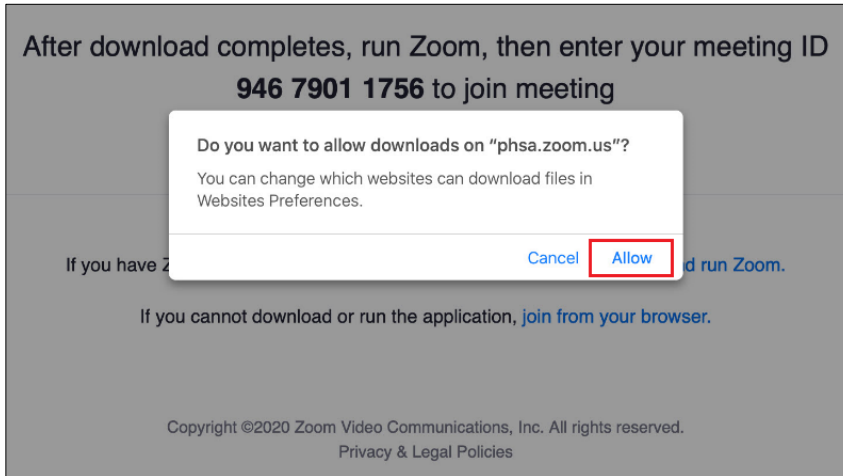 After download completes, run Zoom, then enter your meeting ID
946 7901 1756 to join meeting
Do you want to allow downloads on “phsa.zoom.us”?
You can change which websites can download files in
Websites Preferences.
Cancel Allow
If you have run Zoom.
If you cannot download or run the application, join from your browser.
Copyright ©2020 Zoom Video Communications, Inc. All rights reserved.
Privacy & Legal Policies